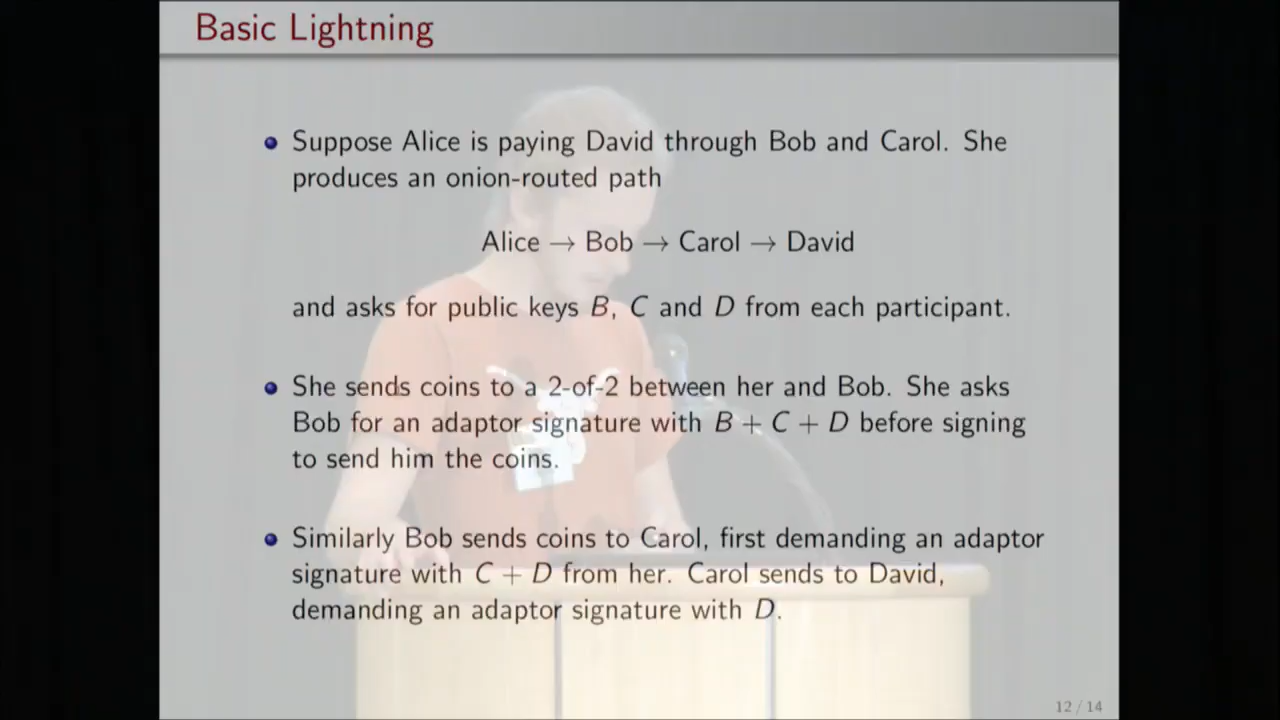 Basic Lightning
• Suppose Alice is paying David through Bob and Carol. She
produces an onion-routed path
Alice → Bob → Carol → David
and asks for public keys B, C and D from each participant.
• She sends coins to a 2-of-2 between her and Bob. She asks
Bob for an adaptor signature with B + C + D before signing
to send him the coins.
• Similarly Bob sends coins to Carol, first demanding an adaptor
signature with C + D from her. Carol sends to David,
demanding an adaptor signature with D.
12 / 14